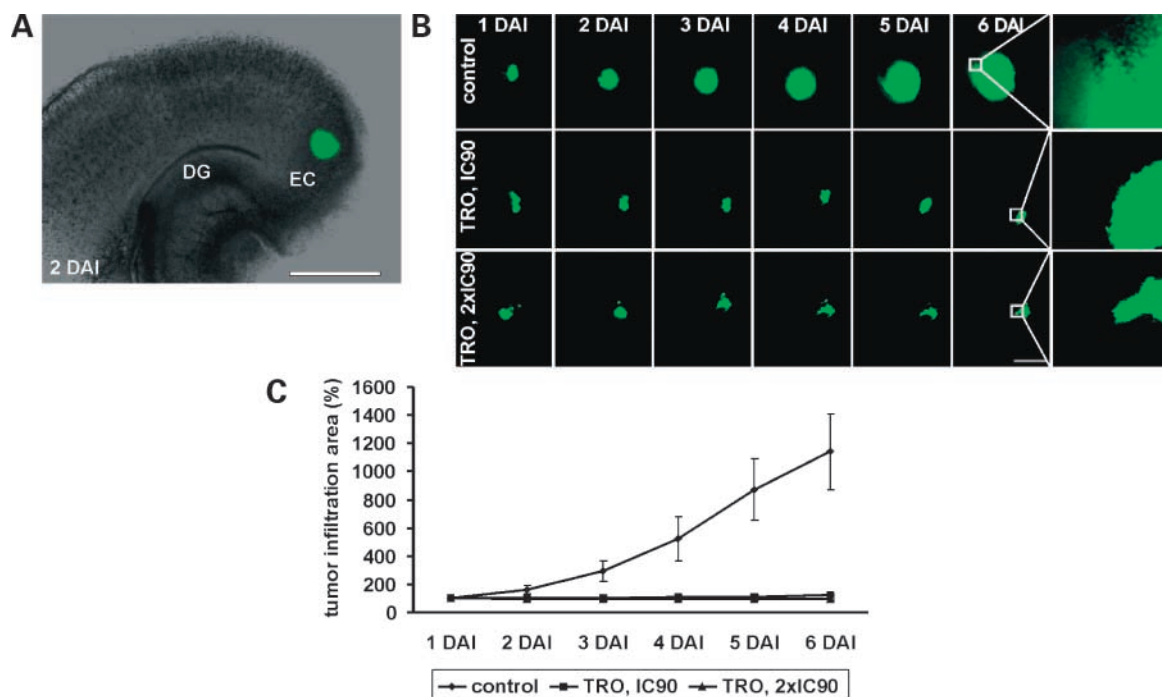 A
DG
EC
2 DAI
B
1 DAI 2 DAI 3 DAI 4 DAI 5 DAI 6 DAI
control
TRO, IC90
TRO, 2xIC90
C
tumor infiltration area (%)
1600
1400
1200
1000
800
600
400
200
0
1 DAI 2 DAI 3 DAI 4 DAI 5 DAI 6 DAI
control TRO, IC90 TRO, 2xIC90